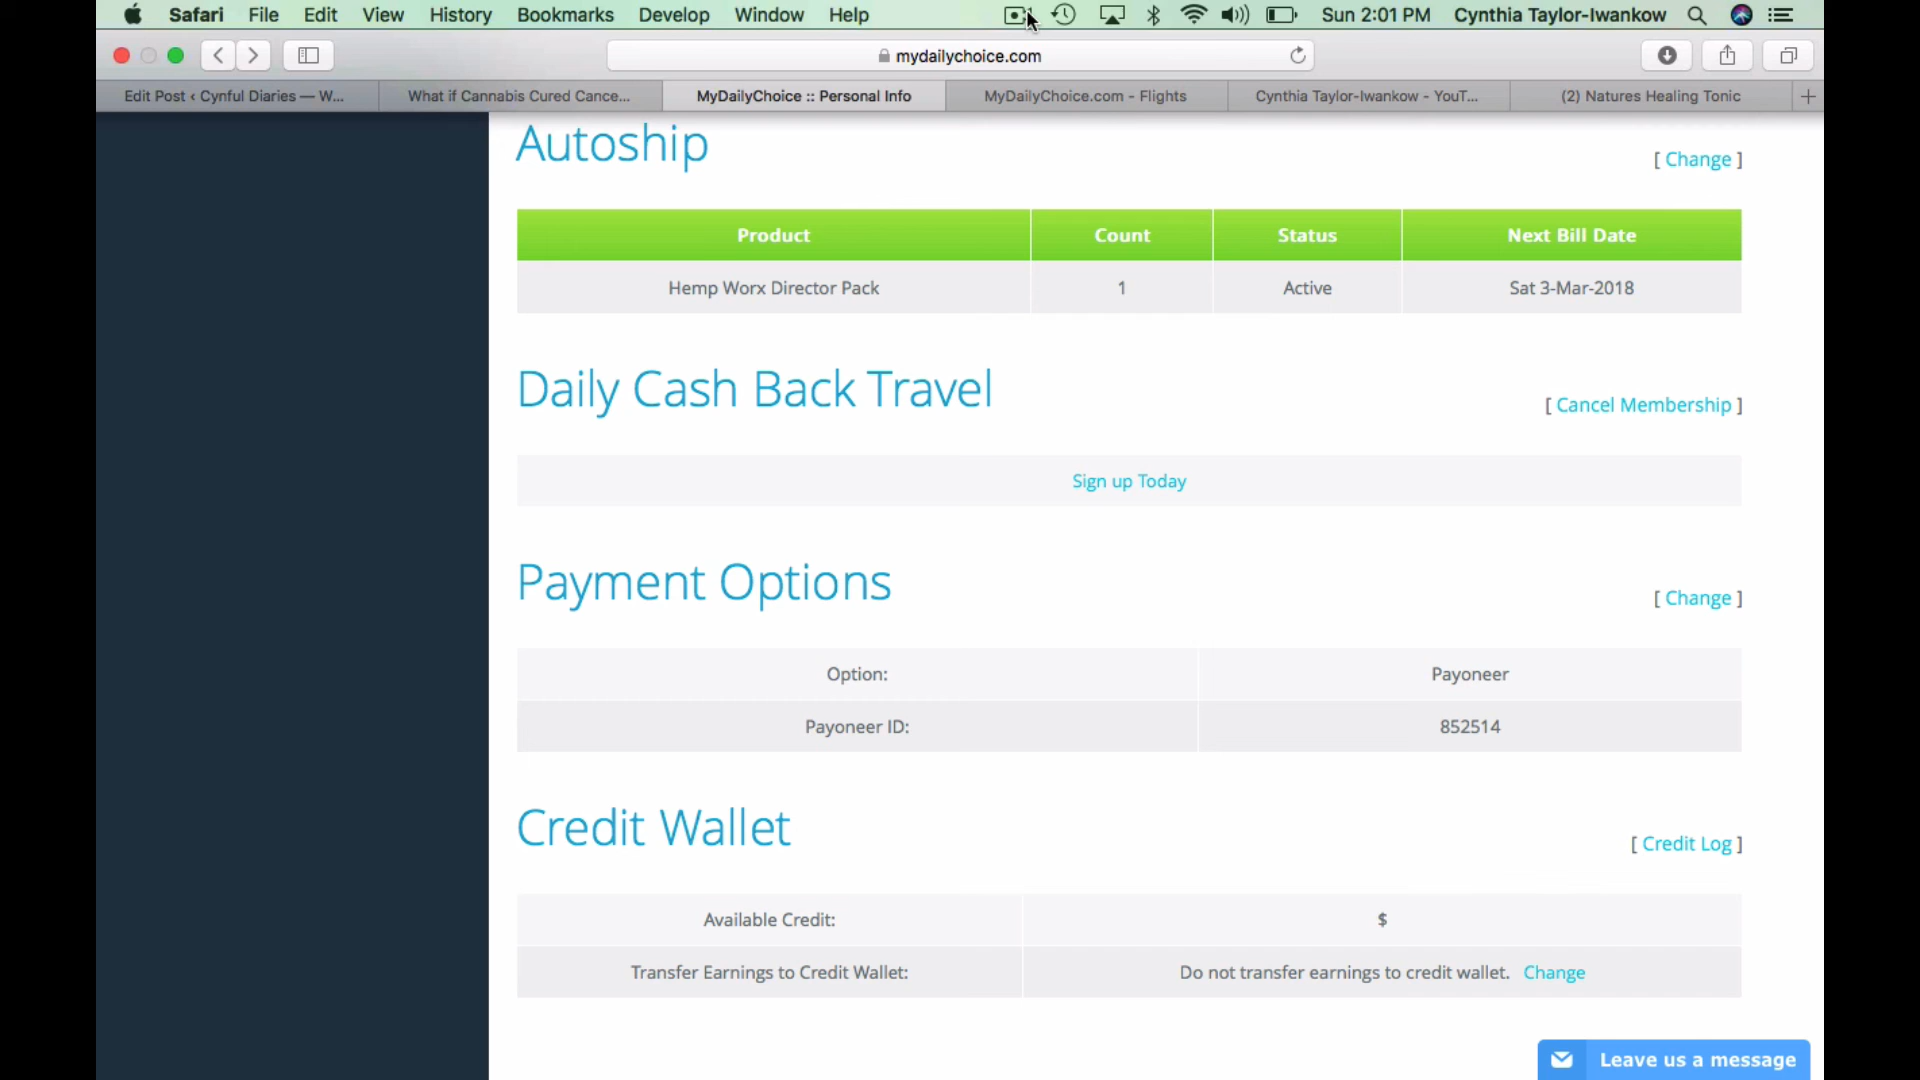 Safari File Edit View History Bookmarks Develop Window Help Sun 2:01 PM Cynthia Taylor-Iwankow
mydailychoice.com
Edit Post ‹ Cynful Diaries — W... What if Cannabis Cured Cance... MyDailyChoice :: Personal Info MyDailyChoice.com - Flights Cynthia Taylor-Iwankow - YouT... (2) Natures Healing Tonic
Autoship
[ Change ]
Product Count Status Next Bill Date
Hemp Worx Director Pack 1 Active Sat 3-Mar-2018
Daily Cash Back Travel
[ Cancel Membership ]
Sign up Today
Payment Options
[ Change ]
Option: Payoneer
Payoneer ID: 852514
Credit Wallet
[ Credit Log ]
Available Credit: $
Transfer Earnings to Credit Wallet: Do not transfer earnings to credit wallet. Change
Leave us a message